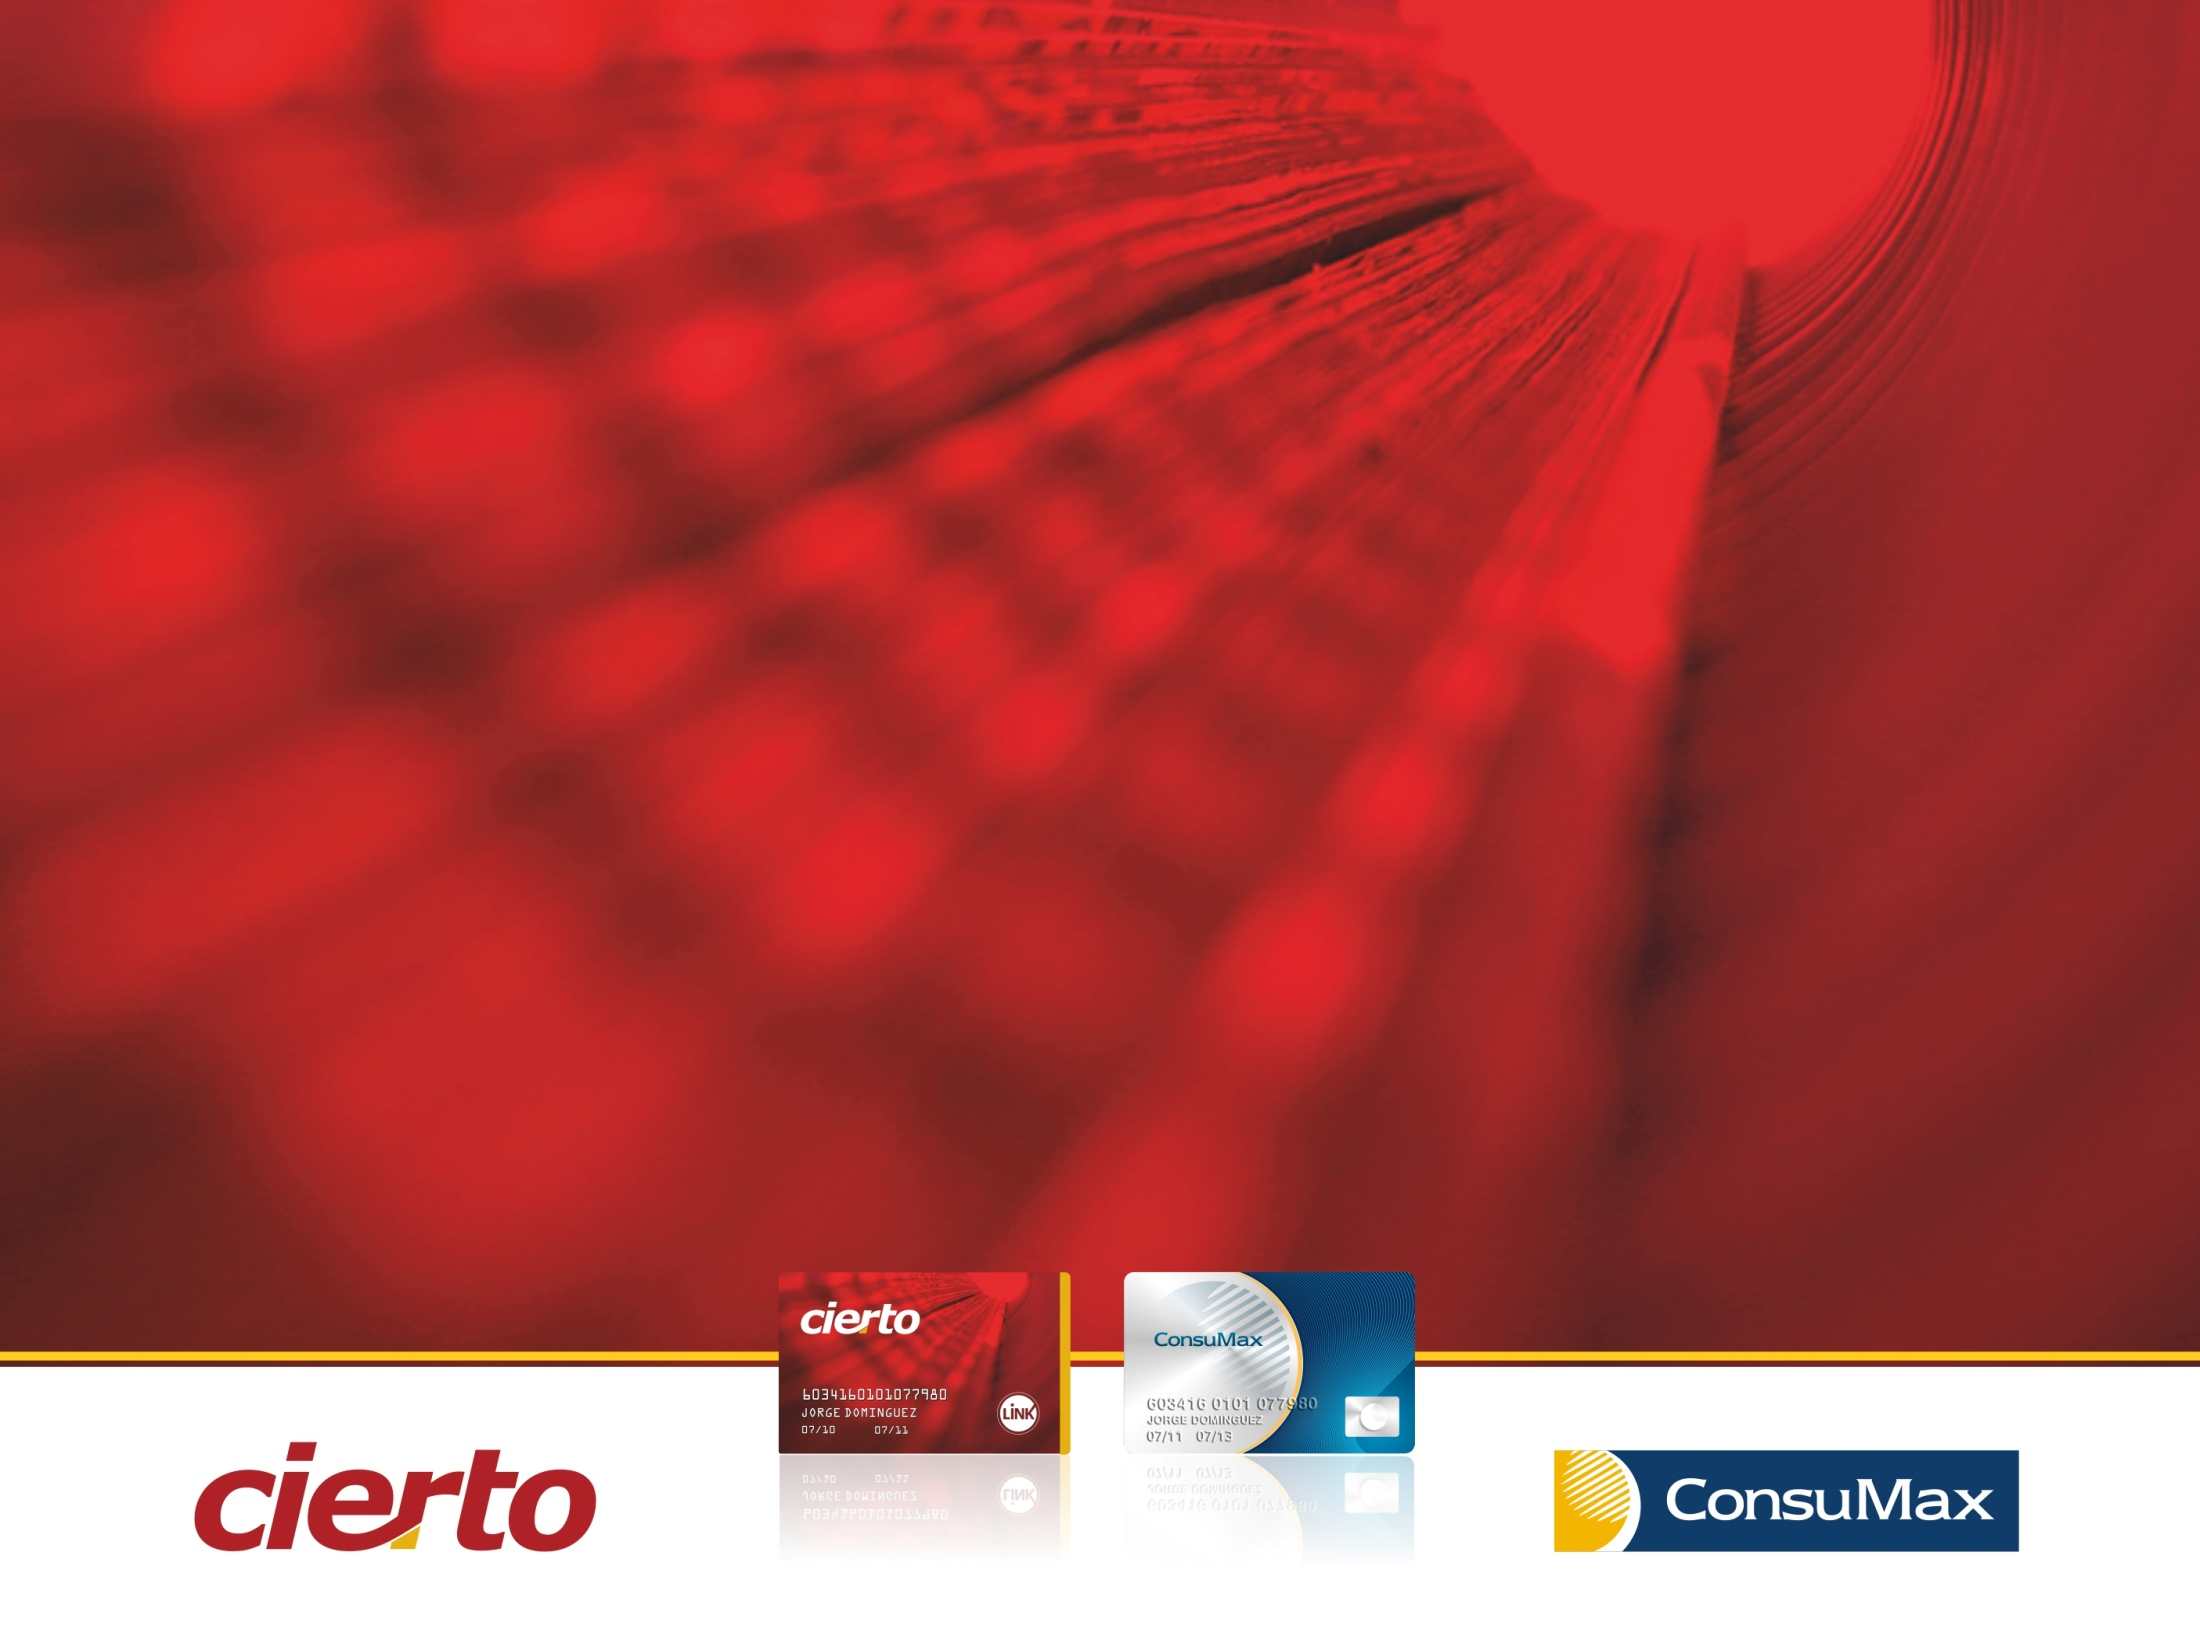 cierto
6034160101077980
JORGE DOMINGUEZ
07/10 07/11
LINK
ConsuMax
603416 0101 077980
JORGE DOMINGUEZ
07/11 07/13
cierto
ConsuMax